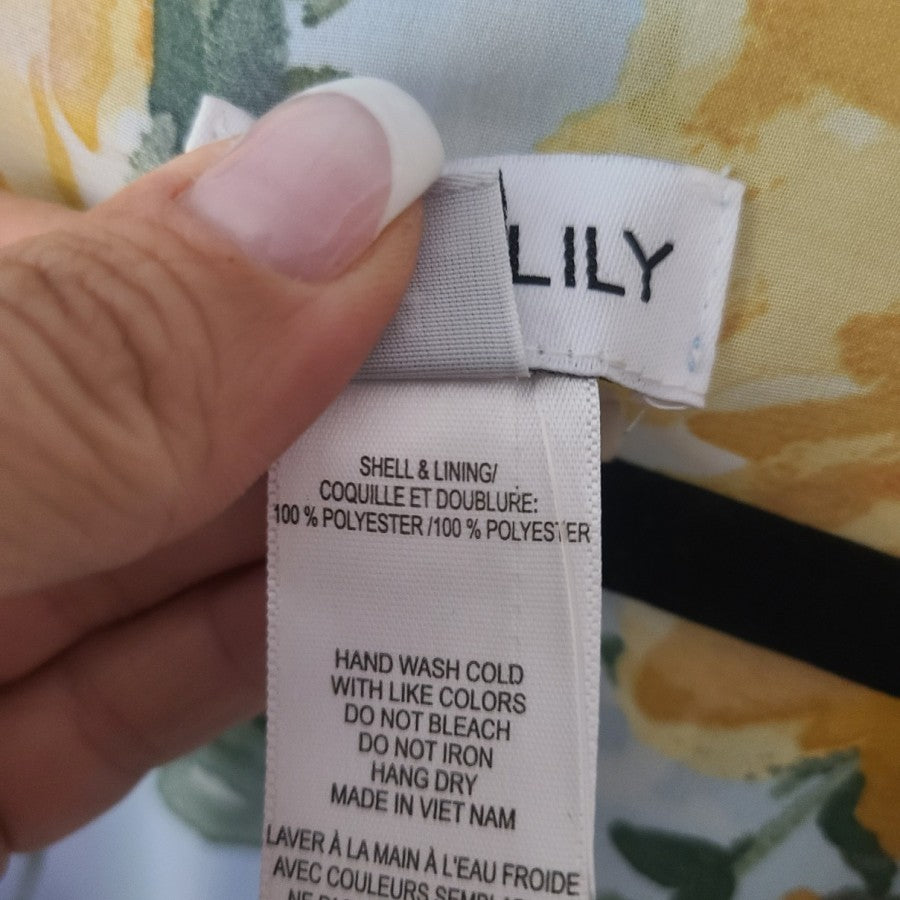 LILY
SHELL & LINING/
COQUILLE ET DOUBLURE:
100 % POLYESTER /100 % POLYESTER
HAND WASH COLD
WITH LIKE COLORS
DO NOT BLEACH
DO NOT IRON
HANG DRY
MADE IN VIET NAM
LAVER À LA MAIN À L'EAU FROIDE
AVEC COULEURS